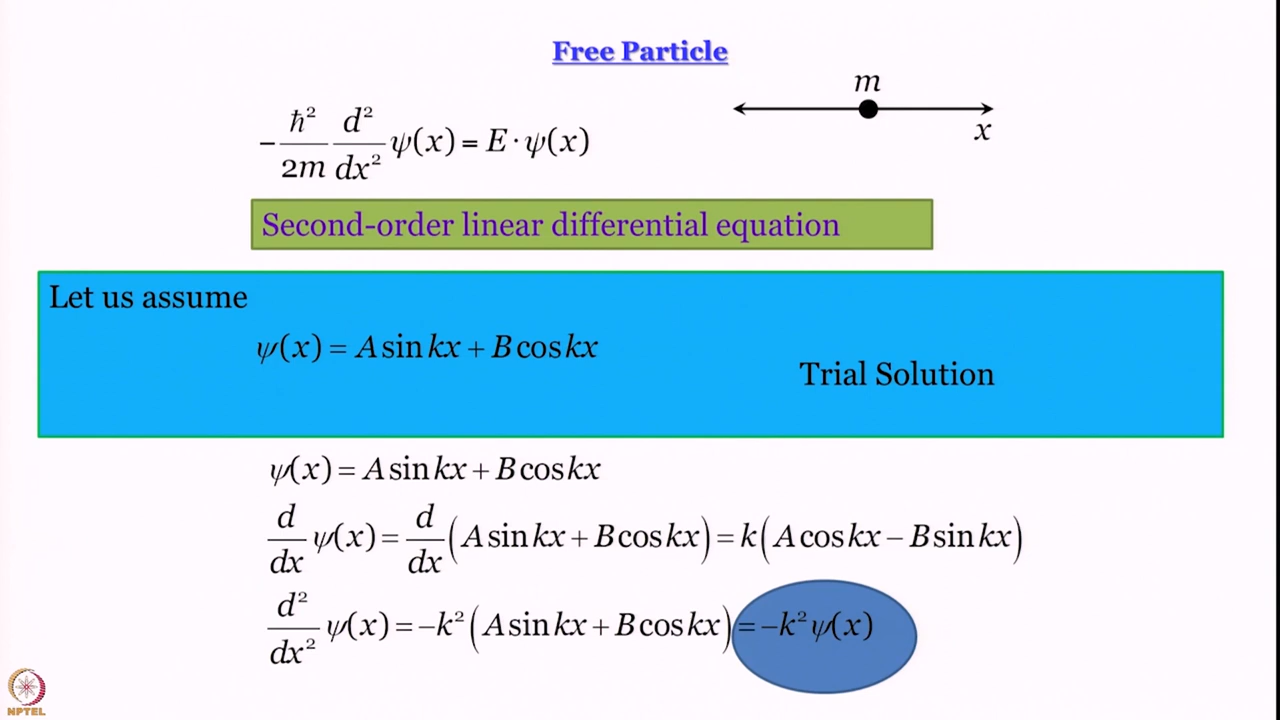 Free Particle
m
x
-ħ²/2m d²/dx² ψ(x) = E · ψ(x)
Second-order linear differential equation
Let us assume
ψ(x) = A sin kx + B cos kx
Trial Solution
ψ(x) = A sin kx + B cos kx
d/dx ψ(x) = d/dx (A sin kx + B cos kx) = k(A cos kx − B sin kx)
d²/dx² ψ(x) = −k²(A sin kx + B cos kx) = −k² ψ(x)
NPTEL